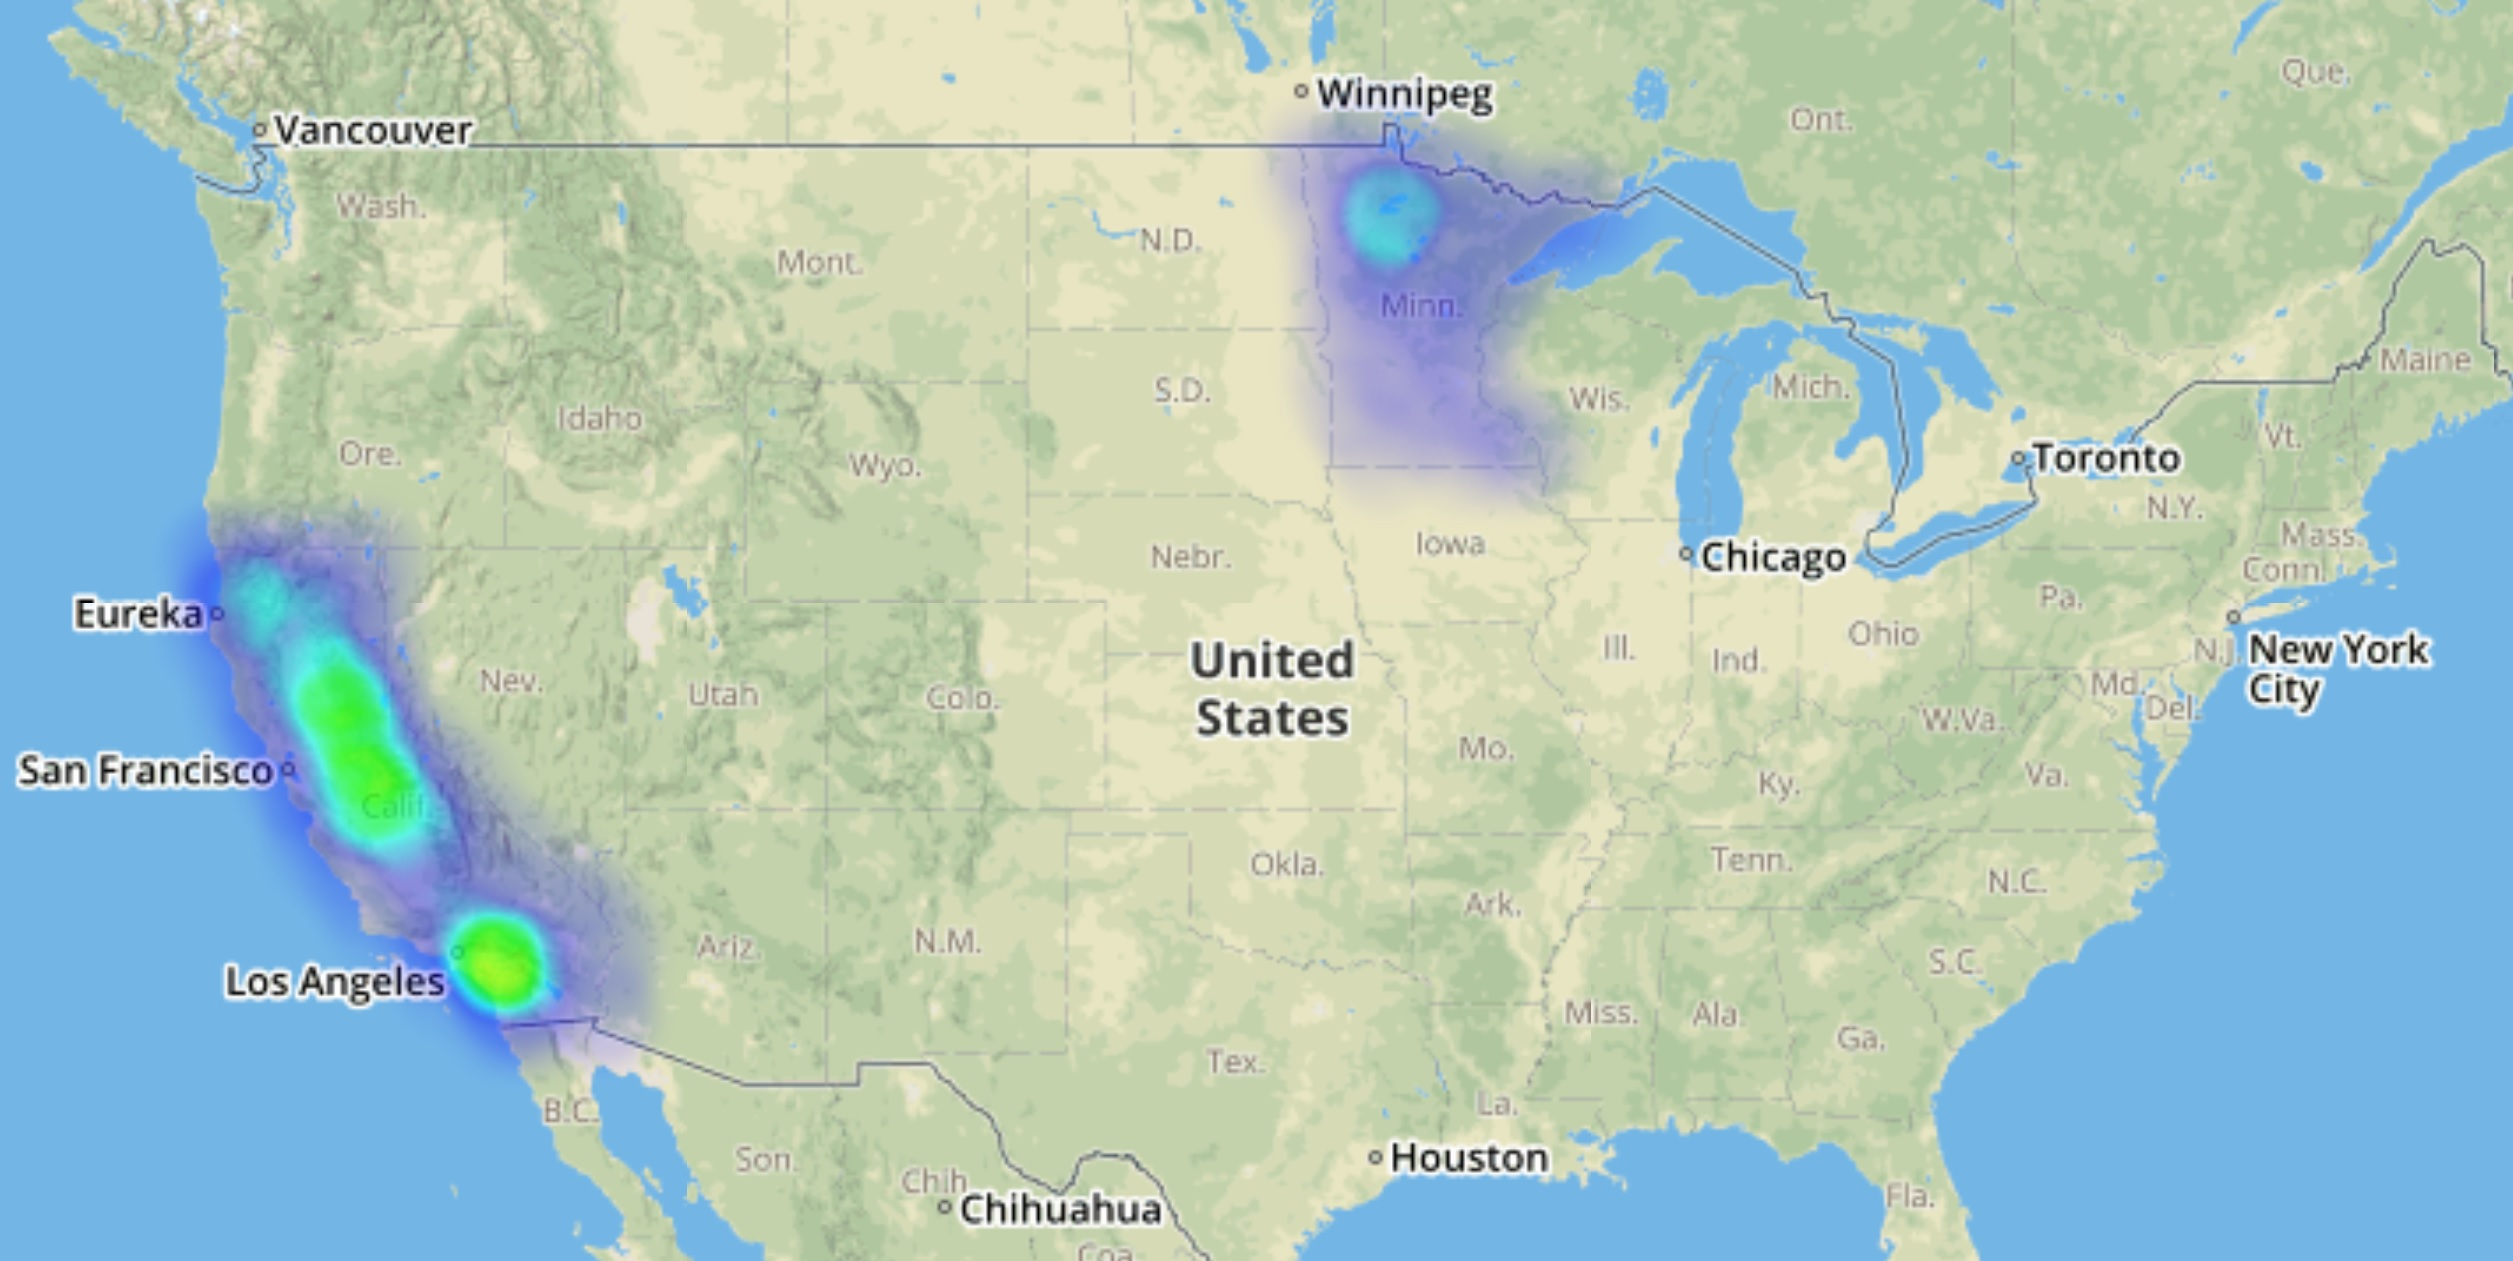 Que.
Winnipeg
Ont.
Vancouver
Wash.
N.D.
Mont.
Minn.
Maine
S.D.
Mich.
Wis.
Idaho
Vt.
Ore.
Toronto
Wyo.
N.Y.
Mass.
Iowa
Nebr.
Chicago
Conn.
Pa.
Eureka
Ohio
Ill.
N.J.
New York
City
Ind.
United
States
Nev.
Utah
Colo.
Md.
Del.
W.Va.
Mo.
San Francisco
Va.
Ky.
Calif.
Tenn.
Okla.
N.C.
Ark.
Ariz.
N.M.
S.C.
Los Angeles
Miss.
Ala.
Ga.
Tex.
La.
B.C.
Son.
Houston
Chih.
Fla.
Chihuahua
Coa.